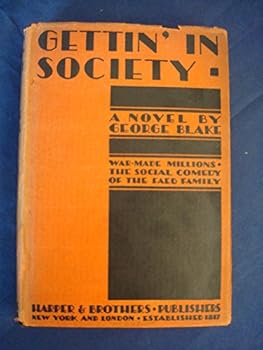 GETTIN' IN
SOCIETY •
A NOVEL BY
GEORGE BLAKE
WAR-MADE MILLIONS •
THE SOCIAL COMEDY
OF THE FAED FAMILY
HARPER & BROTHERS • PUBLISHERS
NEW YORK AND LONDON • ESTABLISHED 1817